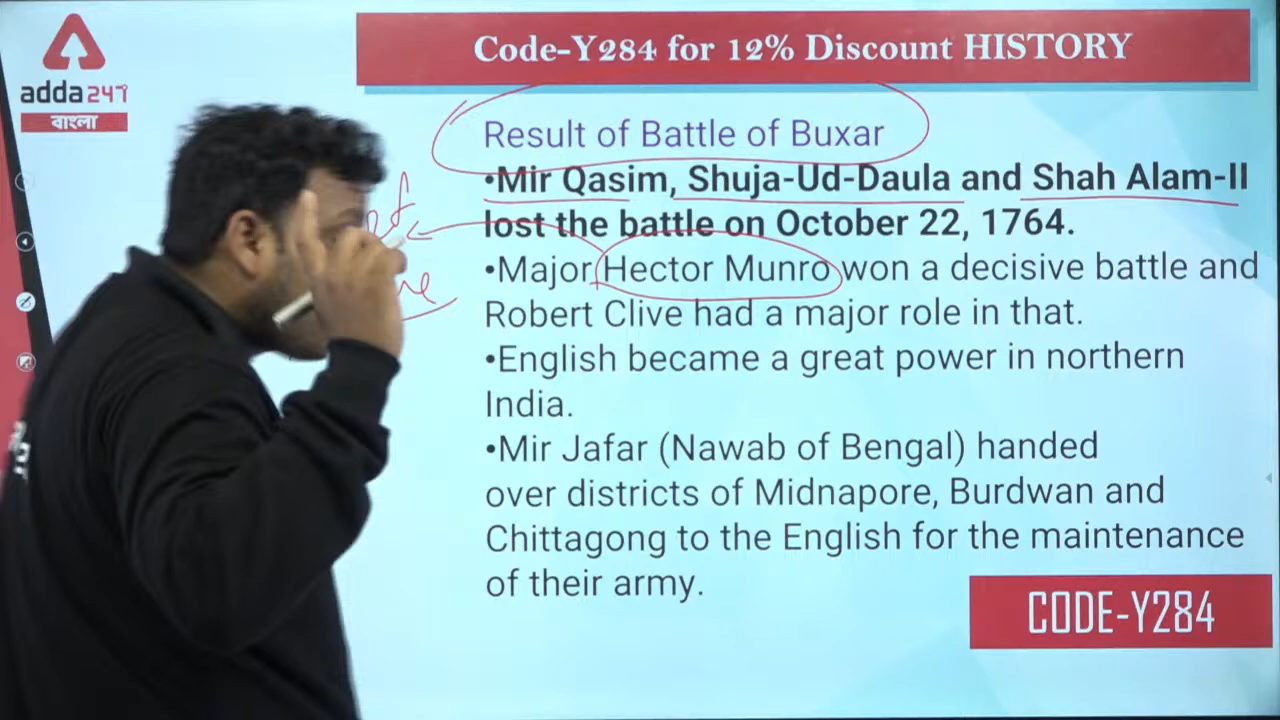 adda247
বাংলা
Code-Y284 for 12% Discount HISTORY
Result of Battle of Buxar
•Mir Qasim, Shuja-Ud-Daula and Shah Alam-II
lost the battle on October 22, 1764.
•Major Hector Munro won a decisive battle and
Robert Clive had a major role in that.
•English became a great power in northern
India.
•Mir Jafar (Nawab of Bengal) handed
over districts of Midnapore, Burdwan and
Chittagong to the English for the maintenance
of their army.
CODE-Y284